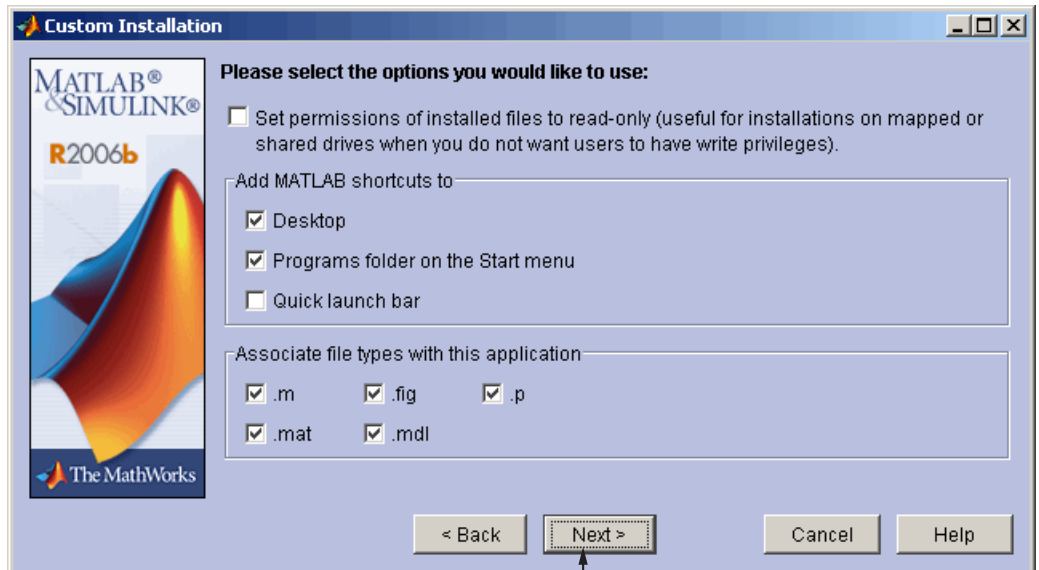 Custom Installation
MATLAB®
&SIMULINK®
R2006b
The MathWorks
Please select the options you would like to use:
Set permissions of installed files to read-only (useful for installations on mapped or
shared drives when you do not want users to have write privileges).
Add MATLAB shortcuts to
Desktop
Programs folder on the Start menu
Quick launch bar
Associate file types with this application
.m .fig .p
.mat .mdl
< Back Next > Cancel Help